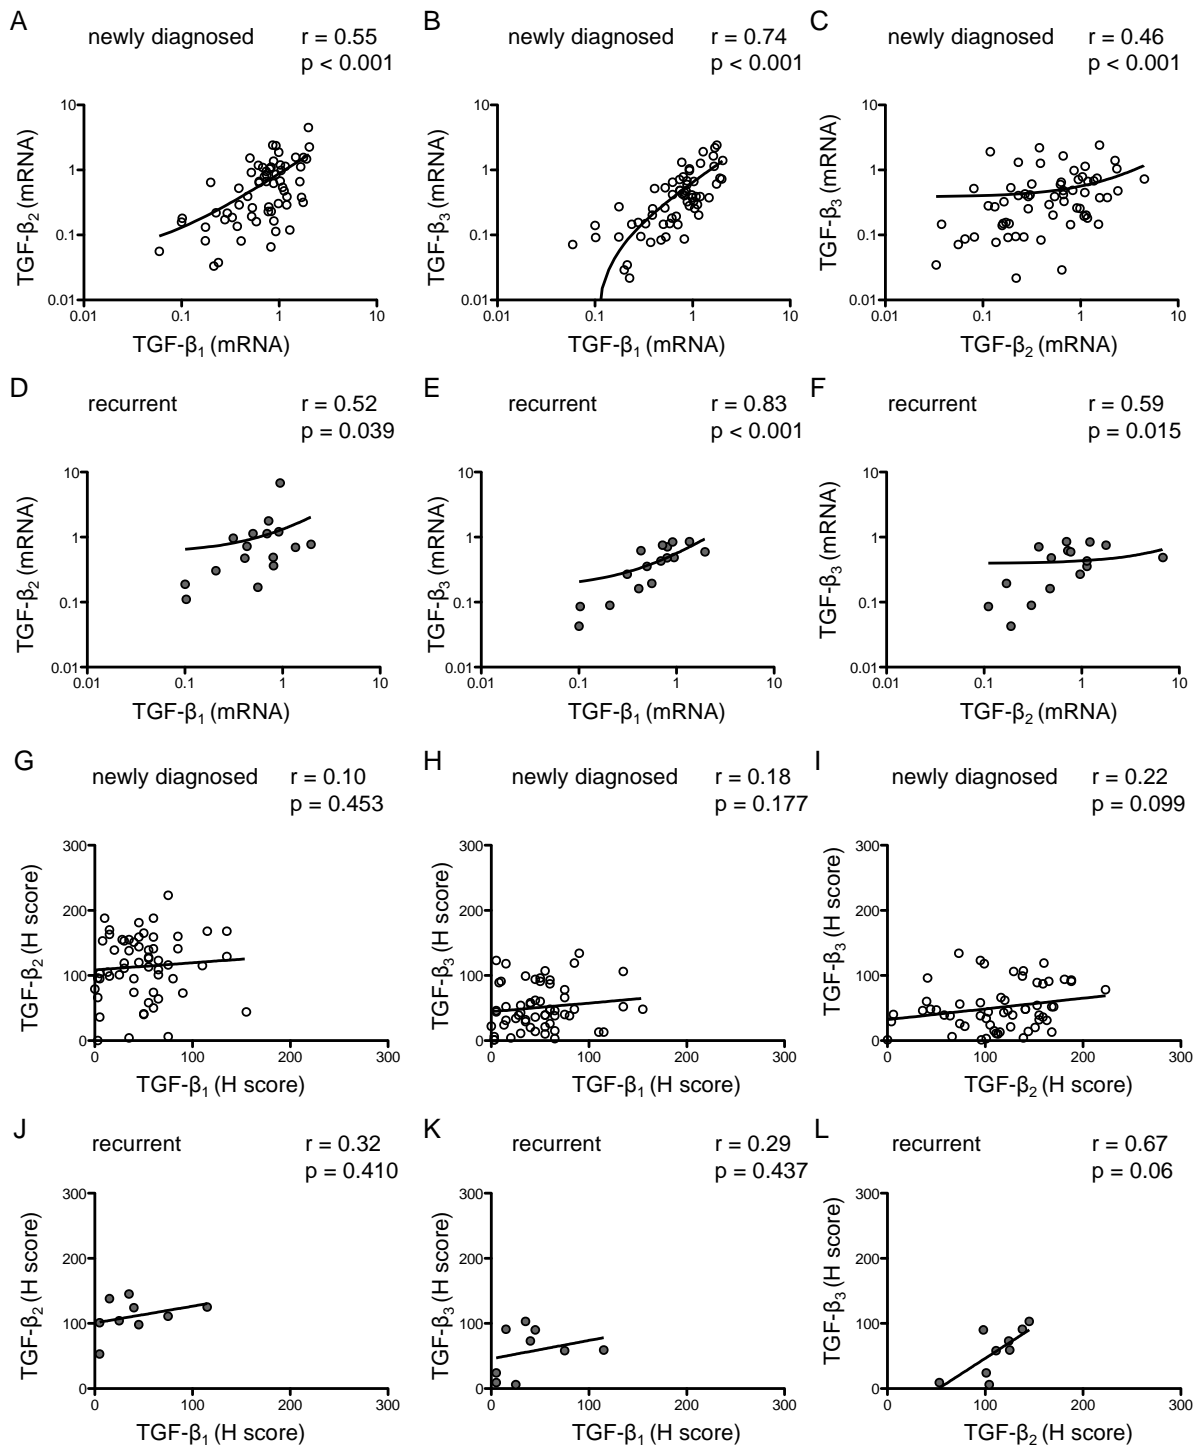 A
newly diagnosed
r = 0.55
p < 0.001
TGF-β2 (mRNA)
10
1
0.1
0.01
0.01 0.1 1 10
TGF-β1 (mRNA)
B
newly diagnosed
r = 0.74
p < 0.001
TGF-β3 (mRNA)
10
1
0.1
0.01
0.01 0.1 1 10
TGF-β1 (mRNA)
C
newly diagnosed
r = 0.46
p < 0.001
TGF-β3 (mRNA)
10
1
0.1
0.01
0.01 0.1 1 10
TGF-β2 (mRNA)
D
recurrent
r = 0.52
p = 0.039
TGF-β2 (mRNA)
10
1
0.1
0.01
0.01 0.1 1 10
TGF-β1 (mRNA)
E
recurrent
r = 0.83
p < 0.001
TGF-β3 (mRNA)
10
1
0.1
0.01
0.01 0.1 1 10
TGF-β1 (mRNA)
F
recurrent
r = 0.59
p = 0.015
TGF-β3 (mRNA)
10
1
0.1
0.01
0.01 0.1 1 10
TGF-β2 (mRNA)
G
newly diagnosed
r = 0.10
p = 0.453
TGF-β2 (H score)
300
200
100
0
0 100 200 300
TGF-β1 (H score)
H
newly diagnosed
r = 0.18
p = 0.177
TGF-β3 (H score)
300
200
100
0
0 100 200 300
TGF-β1 (H score)
I
newly diagnosed
r = 0.22
p = 0.099
TGF-β3 (H score)
300
200
100
0
0 100 200 300
TGF-β2 (H score)
J
recurrent
r = 0.32
p = 0.410
TGF-β2 (H score)
300
200
100
0
0 100 200 300
TGF-β1 (H score)
K
recurrent
r = 0.29
p = 0.437
TGF-β3 (H score)
300
200
100
0
0 100 200 300
TGF-β1 (H score)
L
recurrent
r = 0.67
p = 0.06
TGF-β3 (H score)
300
200
100
0
0 100 200 300
TGF-β2 (H score)